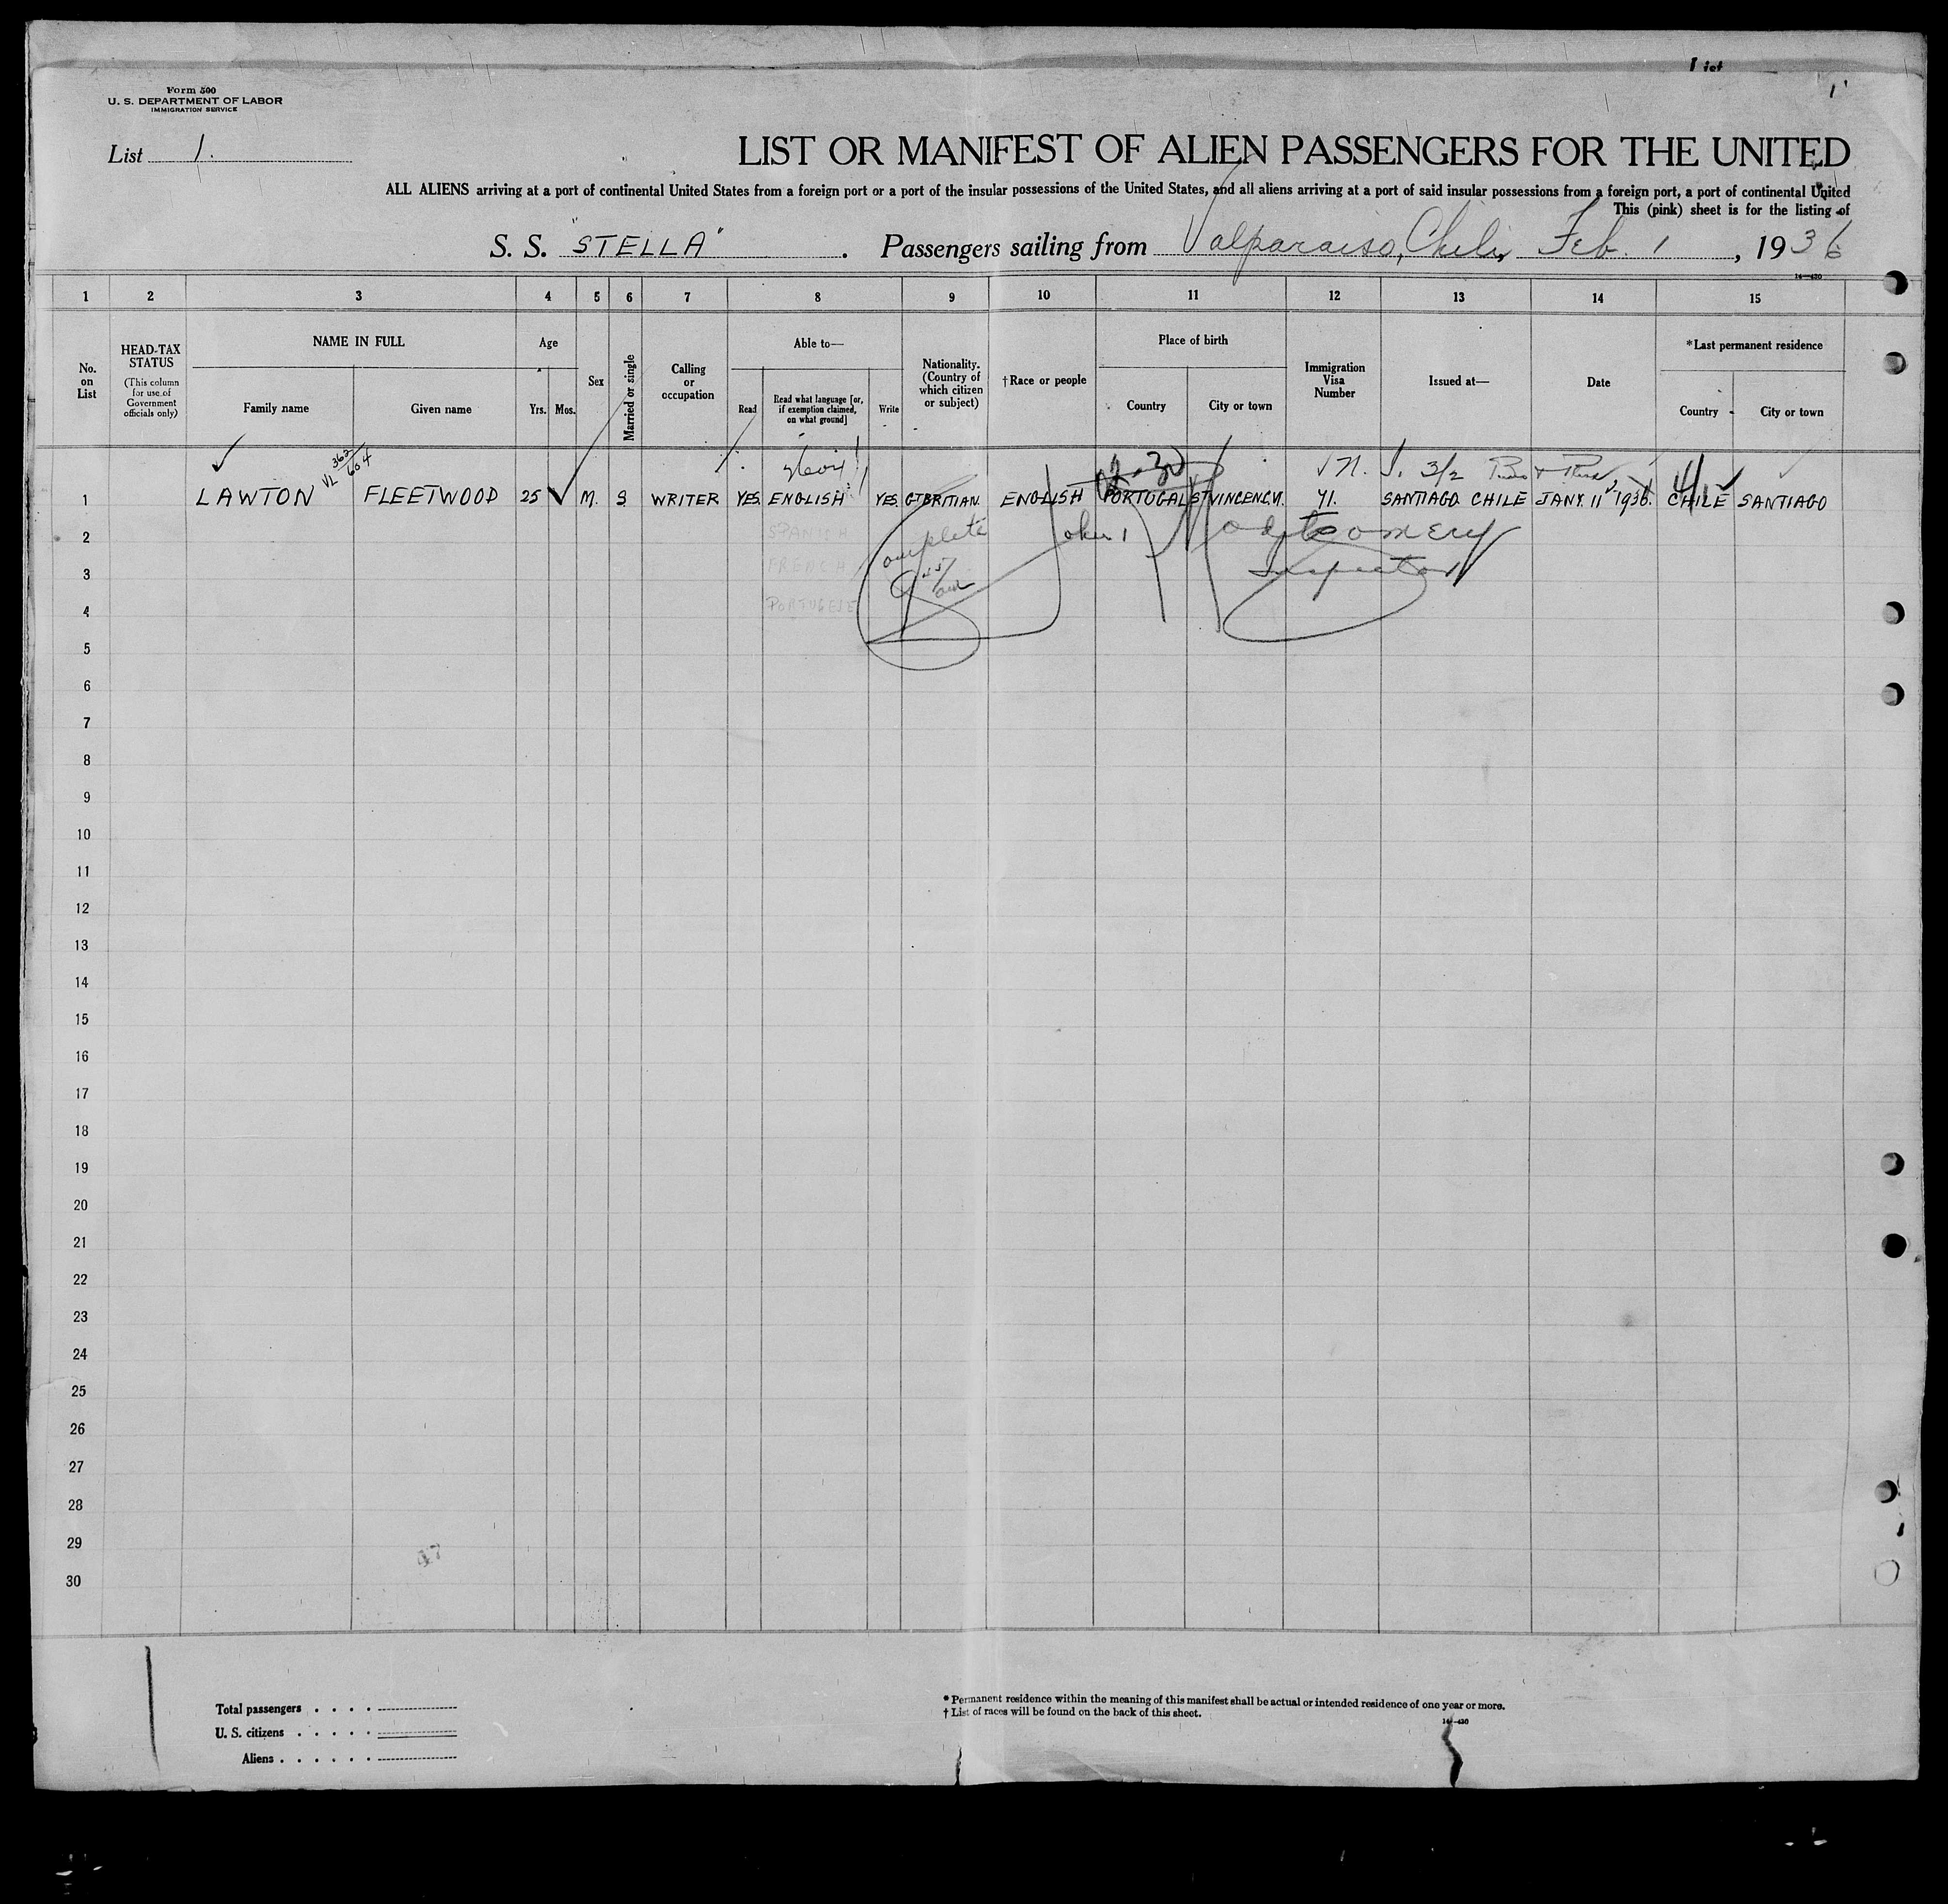 Form 500
U. S. DEPARTMENT OF LABOR
IMMIGRATION SERVICE
List 1.
LIST OR MANIFEST OF ALIEN PASSENGERS FOR THE UNITED
ALL ALIENS arriving at a port of continental United States from a foreign port or a port of the insular possessions of the United States, and all aliens arriving at a port of said insular possessions from a foreign port, a port of continental United
This (pink) sheet is for the listing of
S. S. "STELLA" . Passengers sailing from Valparaiso, Chili, Feb. 1, 1936
14—430
1 2 3 4 5 6 7 8 9 10 11 12 13 14 15
No. on List
HEAD-TAX STATUS
(This column for use of Government officials only)
NAME IN FULL
Family name
Given name
Age
Yrs. Mos.
Sex
Married or single
Calling or occupation
Able to—
Read
Read what language [or, if exemption claimed, on what ground]
Write
Nationality. (Country of which citizen or subject)
†Race or people
Place of birth
Country
City or town
Immigration Visa Number
Issued at—
Date
*Last permanent residence
Country
City or town
1 LAWTON FLEETWOOD 25 M. S. WRITER YES. ENGLISH YES. GT BRITIAN. ENGLISH PORTUGAL ST VINCENC.V. 41. SANTIAGO CHILE JANY. 11 1936. CHILE SANTIAGO
2 SPANISH
3 FRENCH
Inspector
4 PORTUGESE
5
6
7
8
9
10
11
12
13
14
15
16
17
18
19
20
21
22
23
24
25
26
27
28
29
30
Total passengers . . . .
U. S. citizens . . . . .
Aliens . . . . . .
* Permanent residence within the meaning of this manifest shall be actual or intended residence of one year or more.
† List of races will be found on the back of this sheet.
14—430